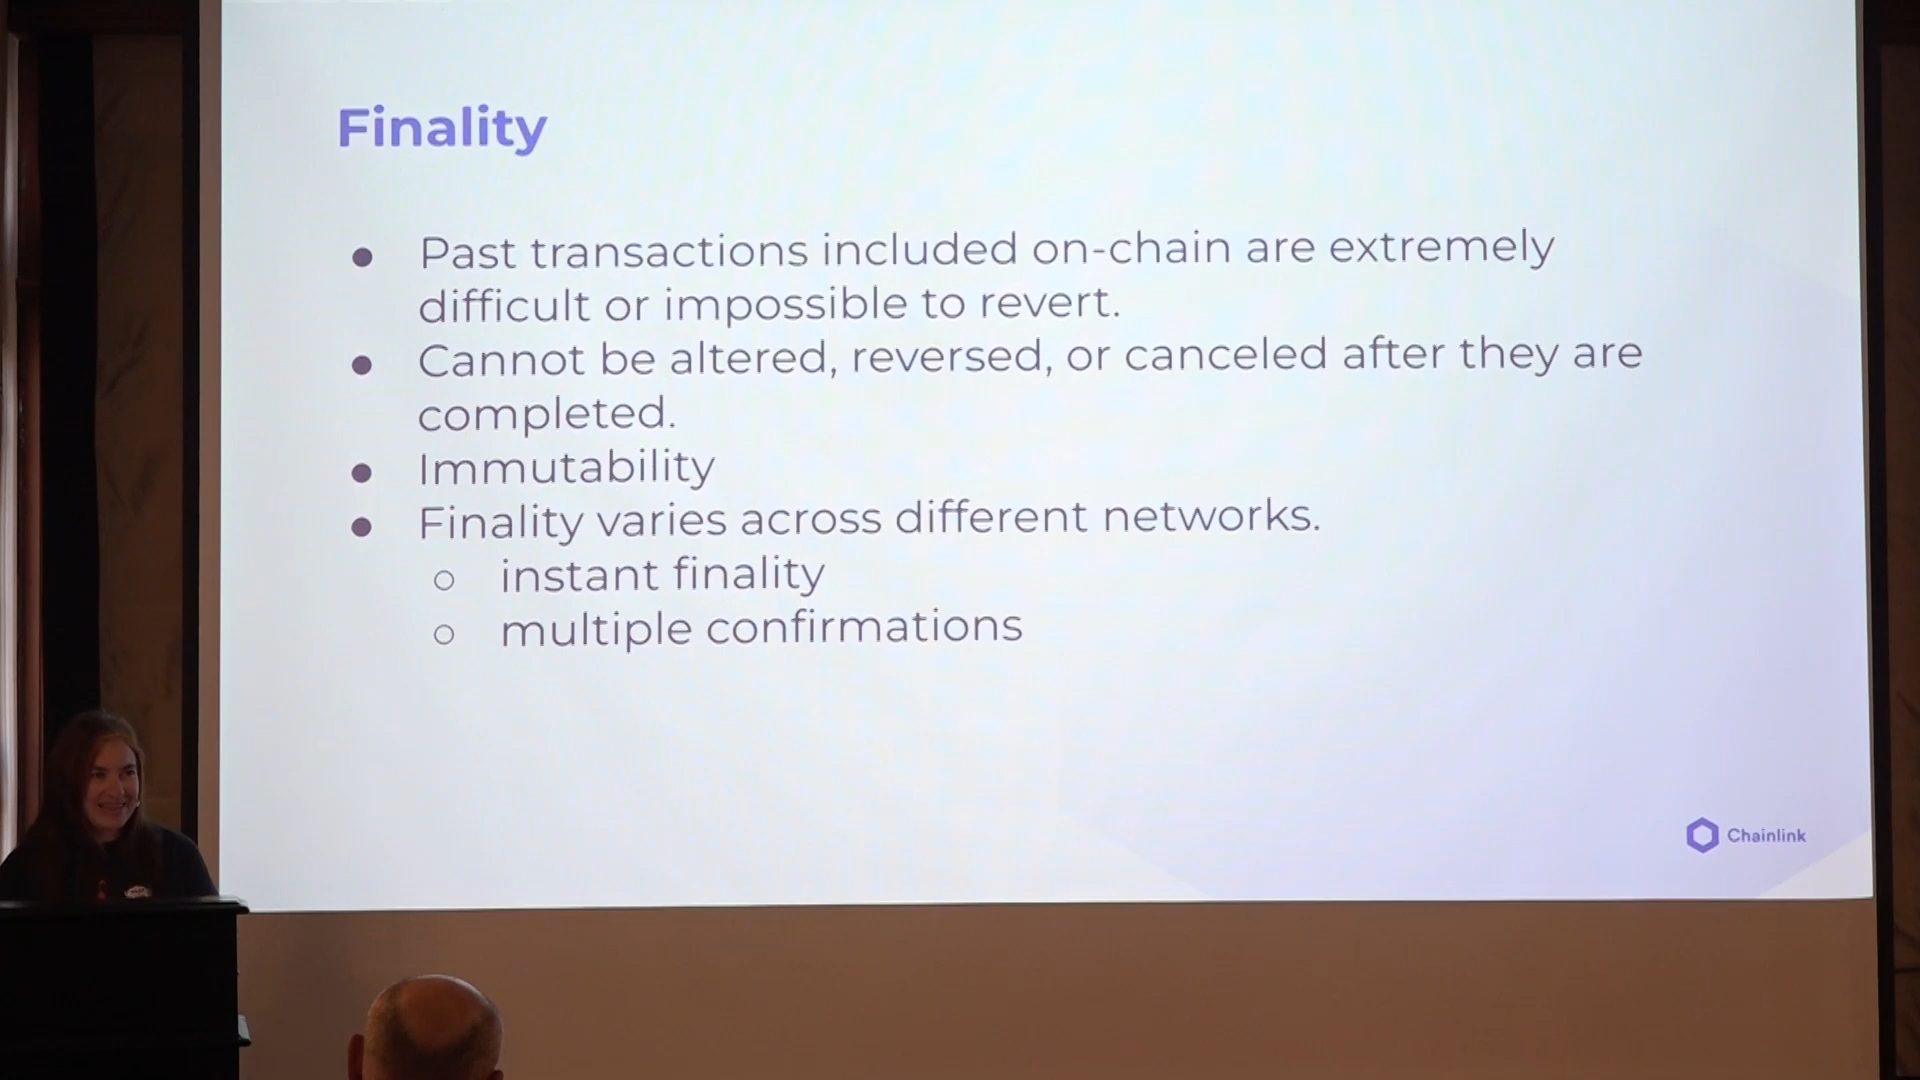 Finality
● Past transactions included on-chain are extremely
difficult or impossible to revert.
● Cannot be altered, reversed, or canceled after they are
completed.
● Immutability
● Finality varies across different networks.
○ instant finality
○ multiple confirmations
Chainlink